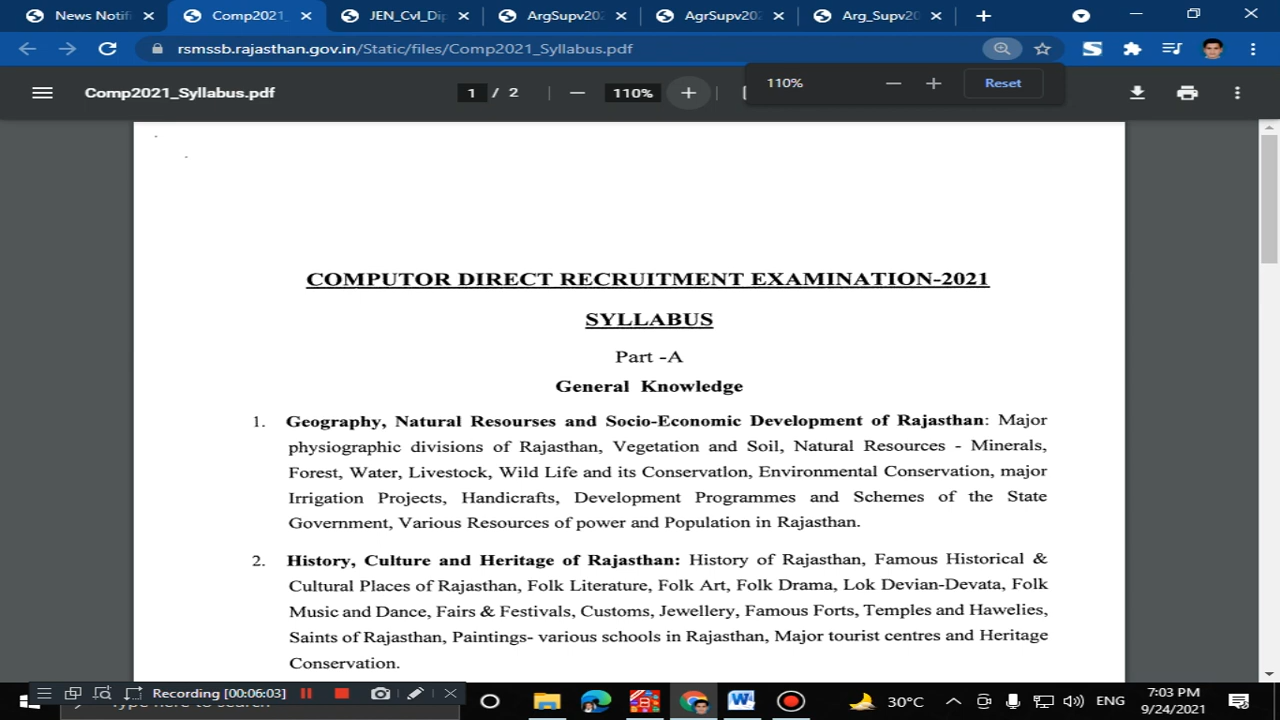 News Notifi
Comp2021_
JEN_Cvl_Dip
ArgSupv202
AgrSupv202
Arg_Supv20
rsmssb.rajasthan.gov.in/Static/files/Comp2021_Syllabus.pdf
Comp2021_Syllabus.pdf
1 / 2
110%
110%
Reset
COMPUTOR DIRECT RECRUITMENT EXAMINATION-2021
SYLLABUS
Part -A
General Knowledge
1. Geography, Natural Resourses and Socio-Economic Development of Rajasthan: Major
physiographic divisions of Rajasthan, Vegetation and Soil, Natural Resources - Minerals,
Forest, Water, Livestock, Wild Life and its Conservatlon, Environmental Conservation, major
Irrigation Projects, Handicrafts, Development Programmes and Schemes of the State
Government, Various Resources of power and Population in Rajasthan.
2. History, Culture and Heritage of Rajasthan: History of Rajasthan, Famous Historical &
Cultural Places of Rajasthan, Folk Literature, Folk Art, Folk Drama, Lok Devian-Devata, Folk
Music and Dance, Fairs & Festivals, Customs, Jewellery, Famous Forts, Temples and Hawelies,
Saints of Rajasthan, Paintings- various schools in Rajasthan, Major tourist centres and Heritage
Conservation.
Recording [00:06:03]
Type here to search
30°C
ENG
7:03 PM
9/24/2021